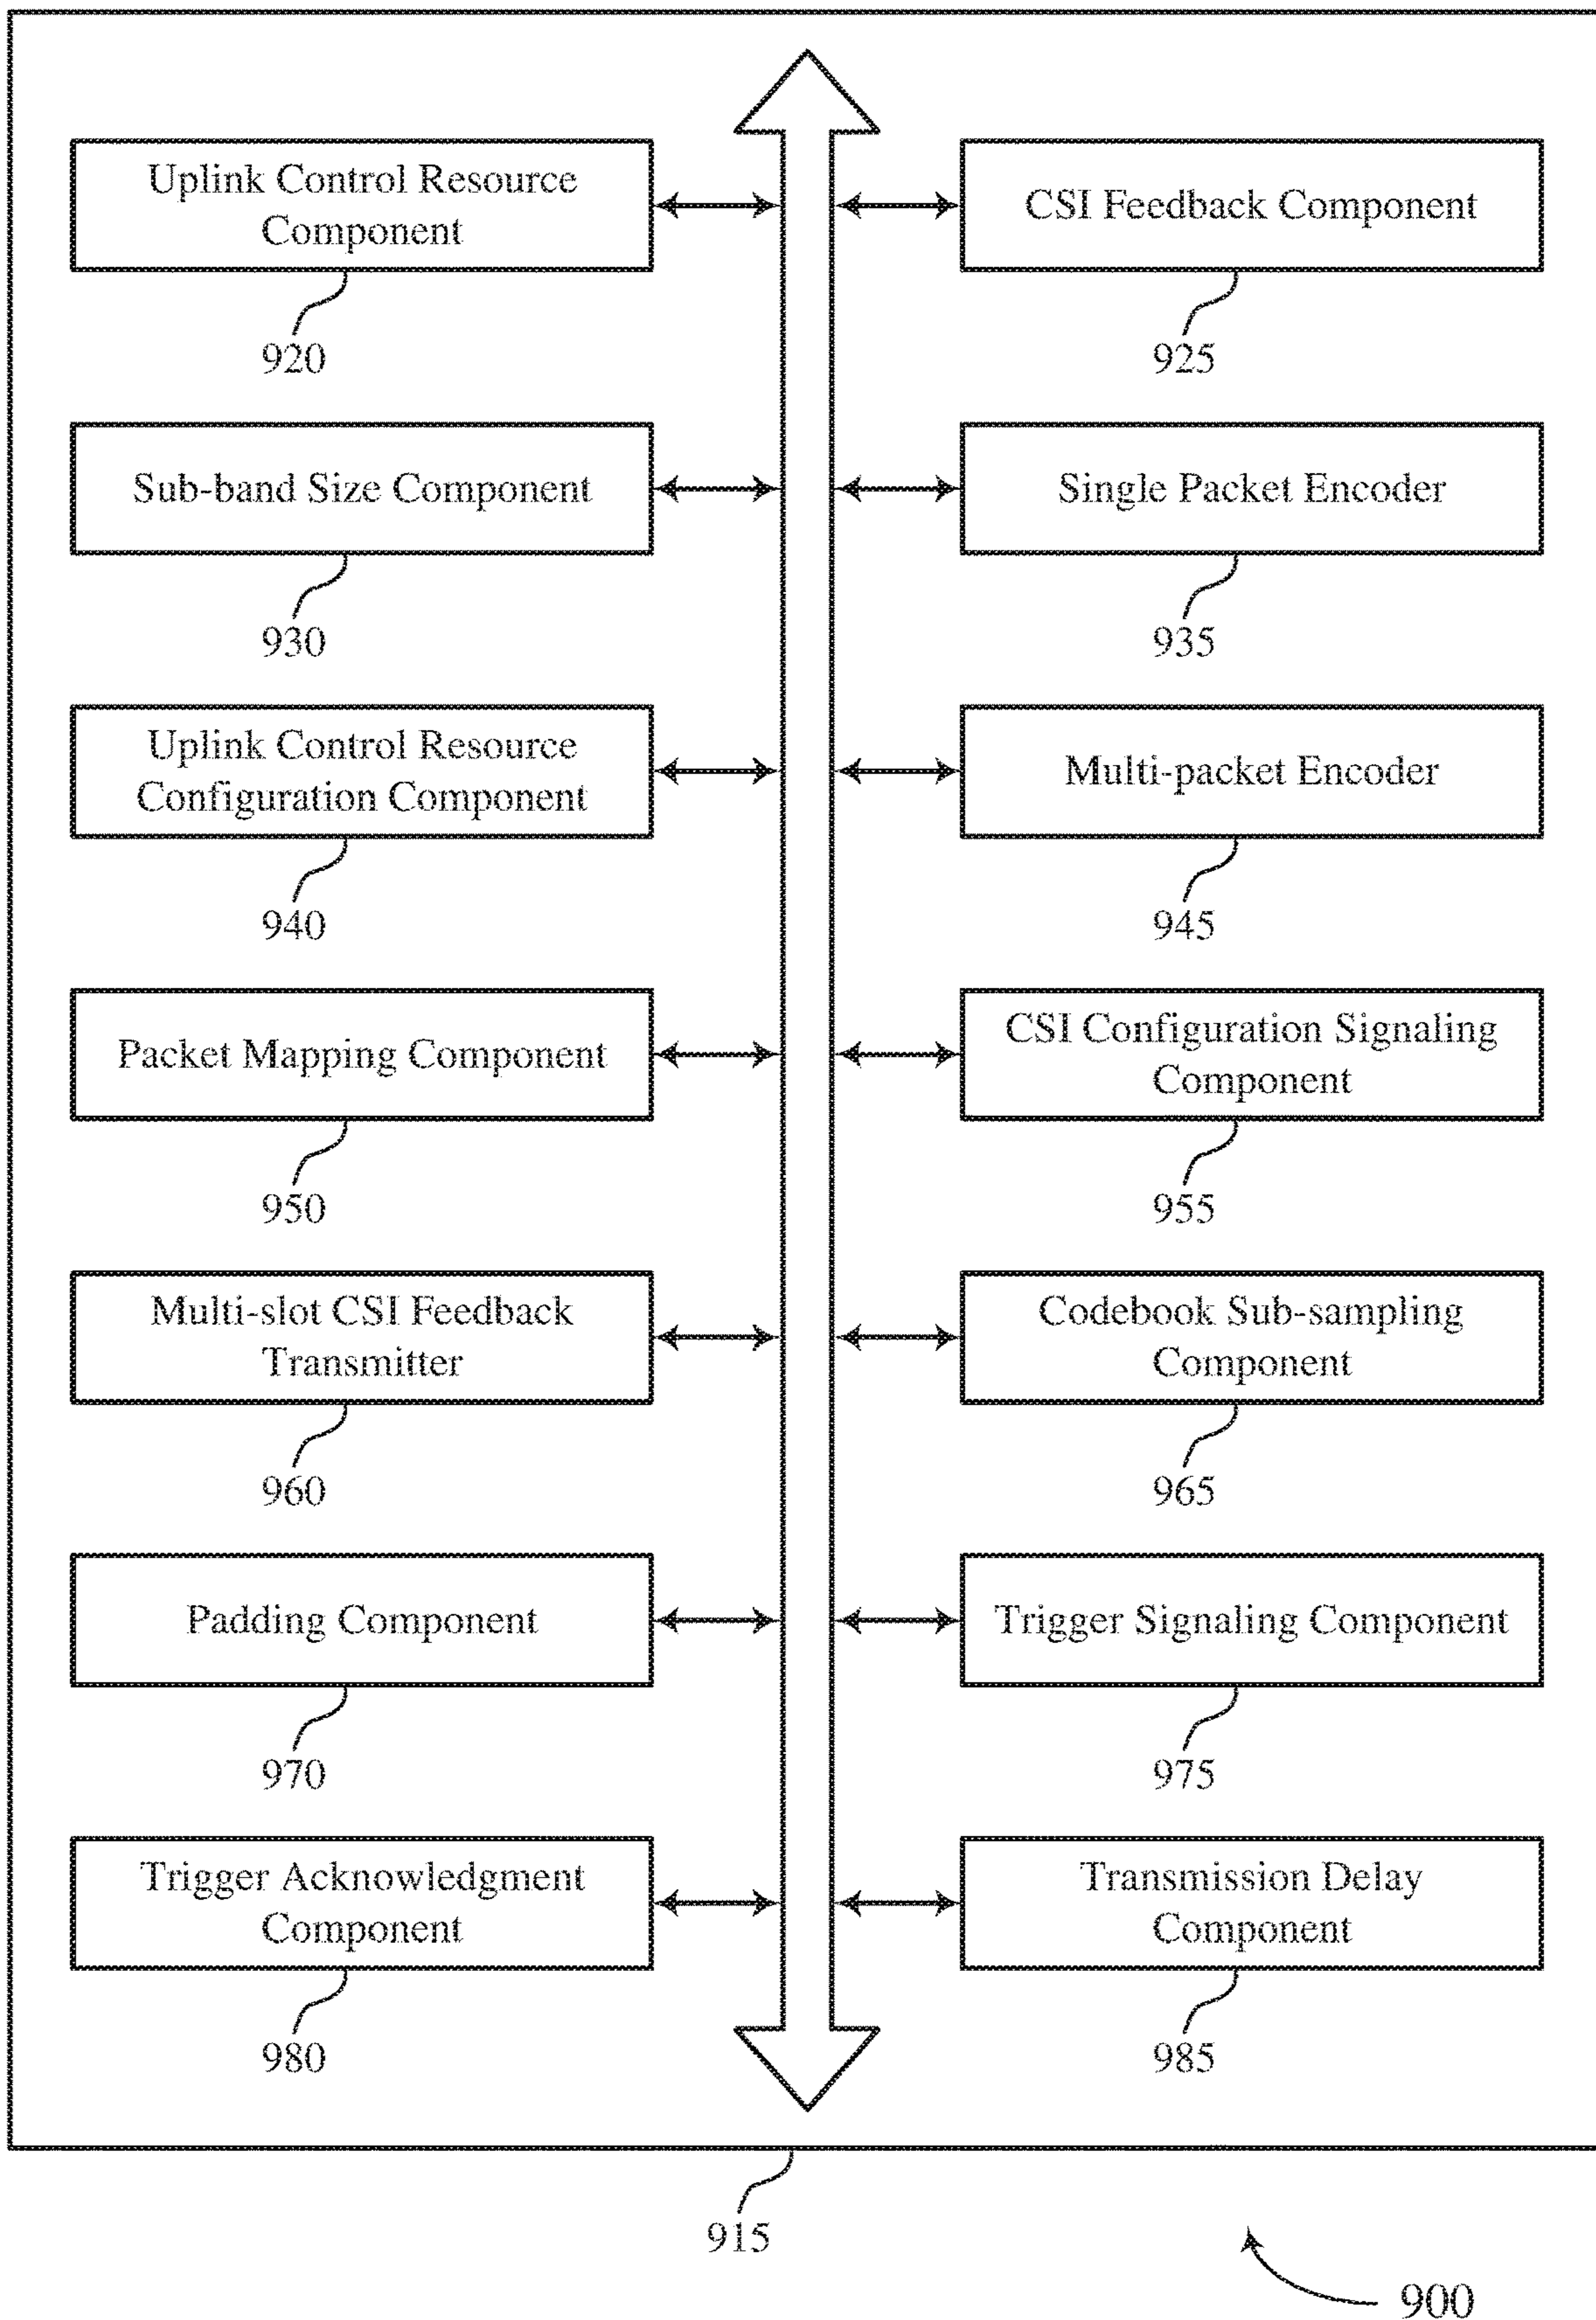 Uplink Control Resource
Component
920
CSI Feedback Component
925
Sub-band Size Component
930
Single Packet Encoder
935
Uplink Control Resource
Configuration Component
940
Multi-packet Encoder
945
Packet Mapping Component
950
CSI Configuration Signaling
Component
955
Multi-slot CSI Feedback
Transmitter
960
Codebook Sub-sampling
Component
965
Padding Component
970
Trigger Signaling Component
975
Trigger Acknowledgment
Component
980
Transmission Delay
Component
985
915
900